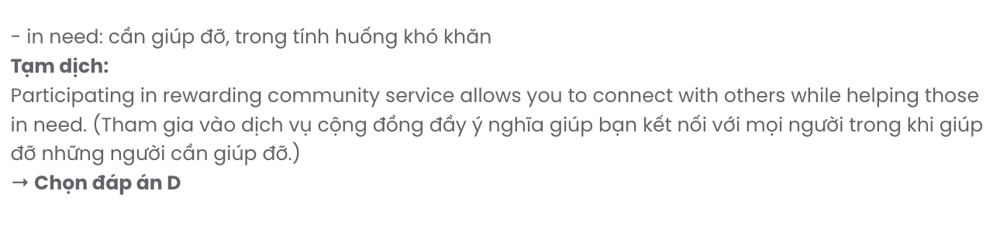 - in need: cần giúp đỡ, trong tính huống khó khăn
Tạm dịch:
Participating in rewarding community service allows you to connect with others while helping those
in need. (Tham gia vào dịch vụ cộng đồng đầy ý nghĩa giúp bạn kết nối với mọi người trong khi giúp
đỡ những người cần giúp đỡ.)
→ Chọn đáp án D